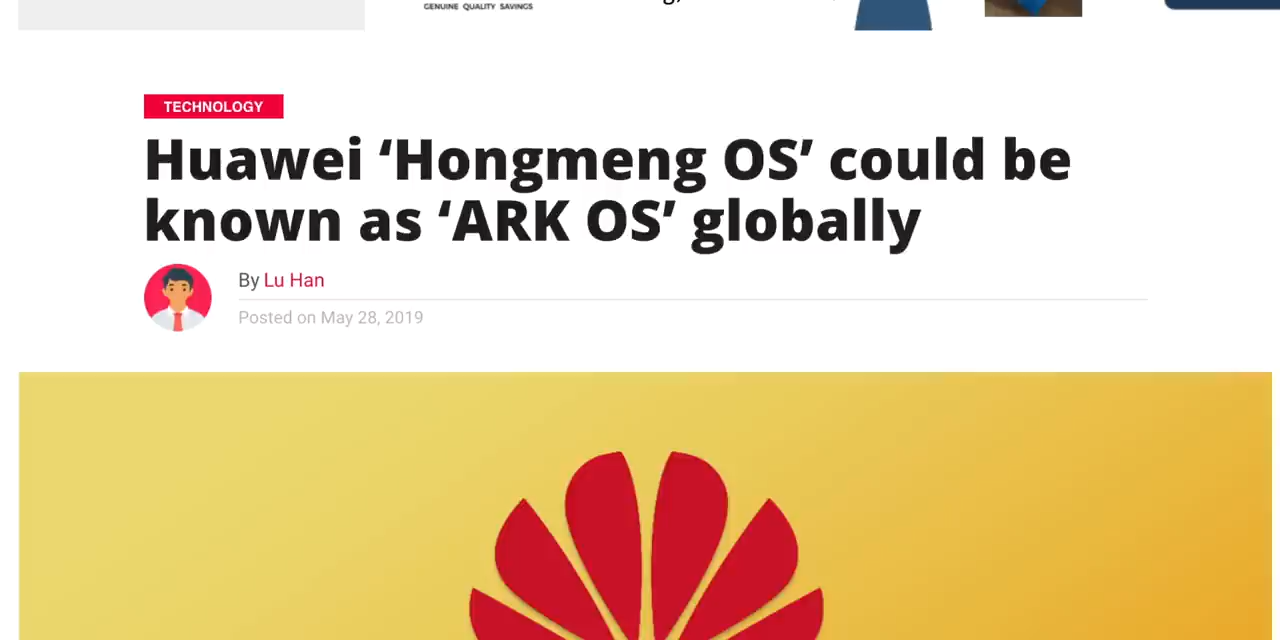 GENUINE QUALITY SAVINGS
TECHNOLOGY
Huawei ‘Hongmeng OS’ could be
known as ‘ARK OS’ globally
By Lu Han
Posted on May 28, 2019